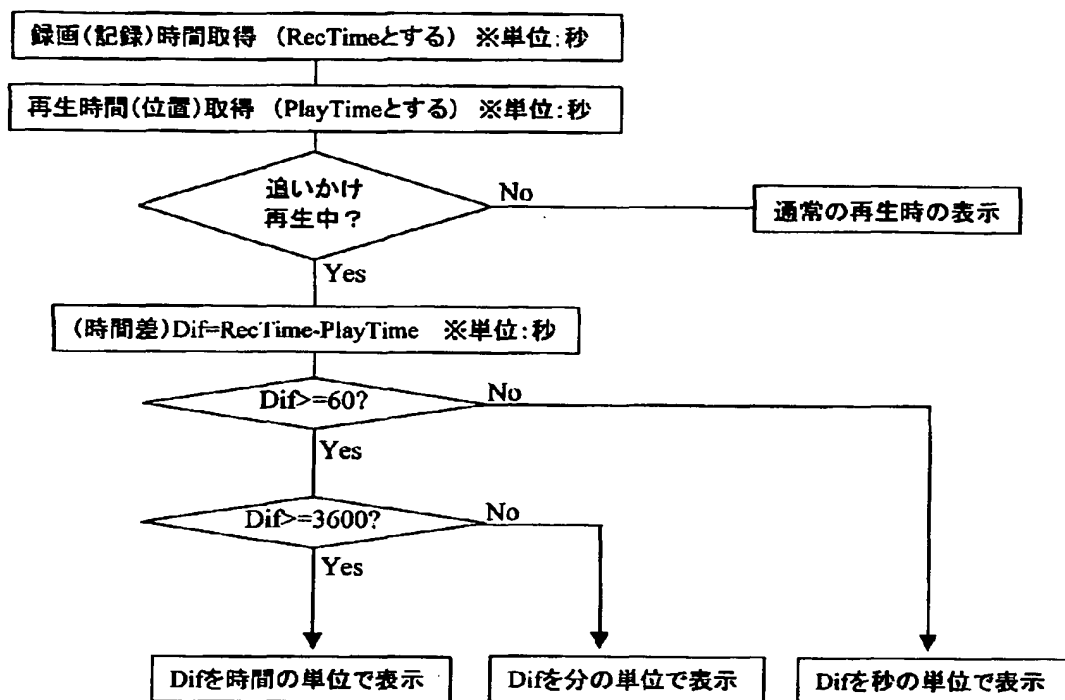 録画(記録)時間取得 (RecTimeとする) ※単位:秒
再生時間(位置)取得 (PlayTimeとする) ※単位:秒
追いかけ
再生中?
No
通常の再生時の表示
Yes
(時間差)Dif=RecTime-PlayTime ※単位:秒
Dif>=60?
No
Yes
Dif>=3600?
No
Yes
Difを時間の単位で表示
Difを分の単位で表示
Difを秒の単位で表示